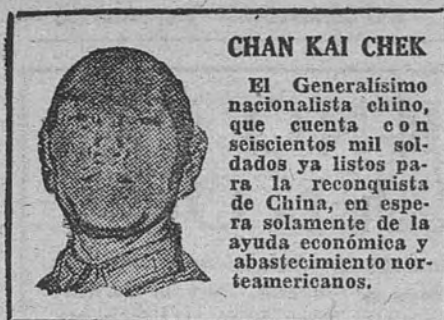 CHAN KAI CHEK
El Generalísimo
nacionalista chino,
que cuenta con
seiscientos mil sol-
dados ya listos pa-
ra la reconquista
de China, en espe-
ra solamente de la
ayuda económica y
abastecimiento nor-
teamericanos.